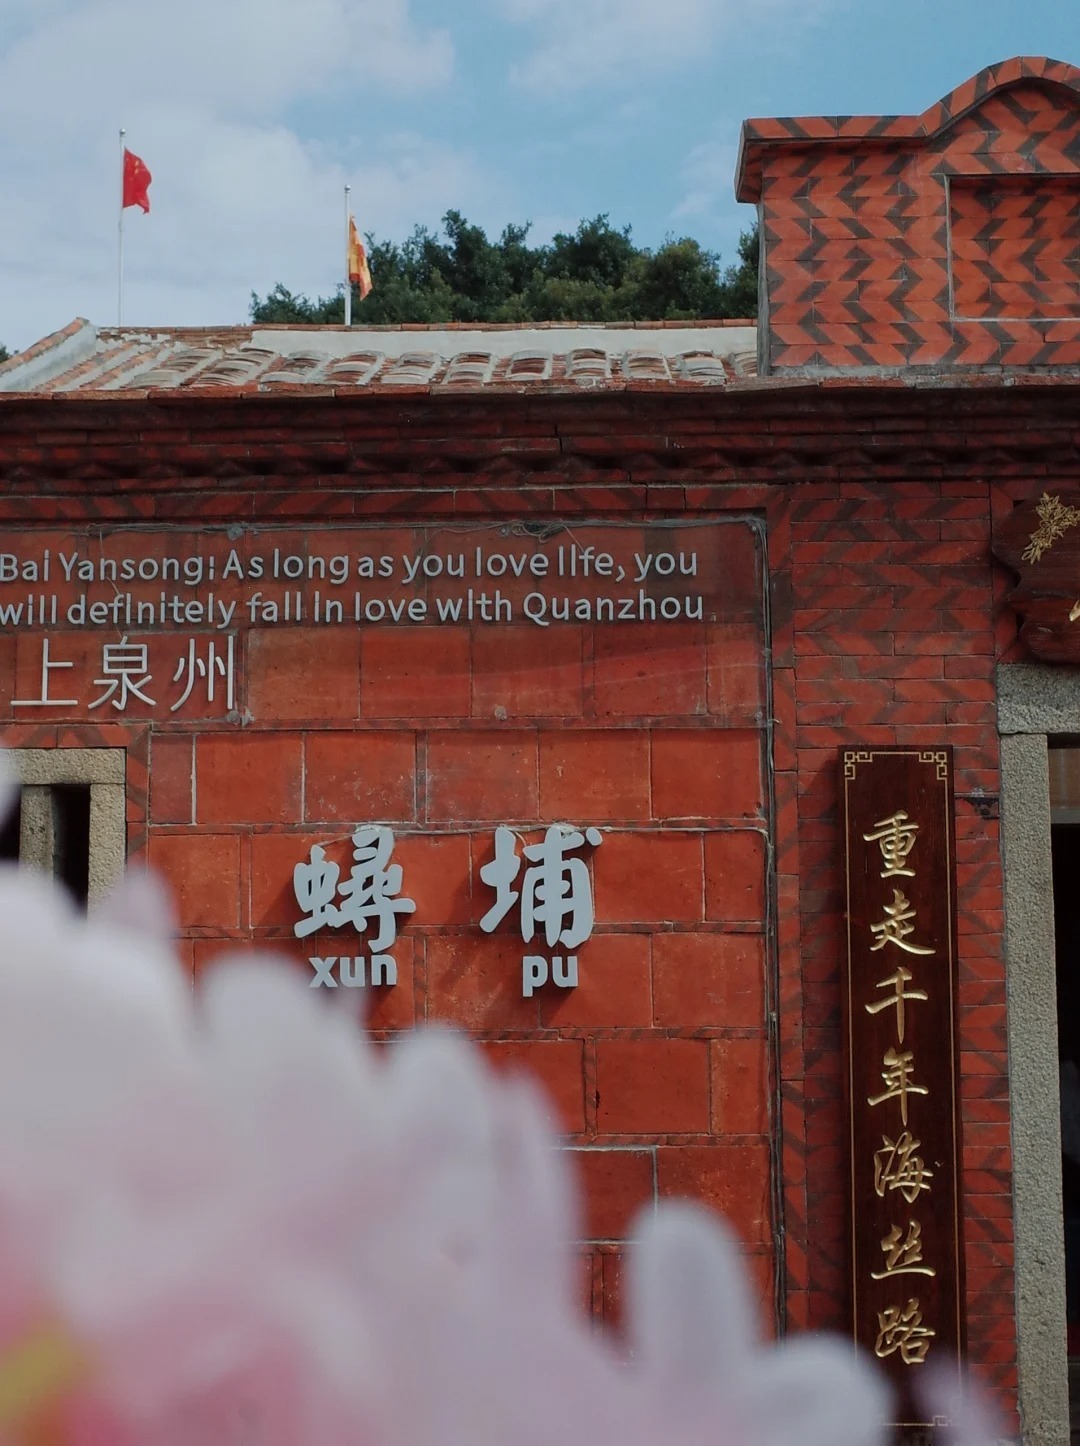 Bai Yansong: As long as you love life, you
will definitely fall in love with Quanzhou
上泉州
蟳埔
xun pu
重走千年海丝路